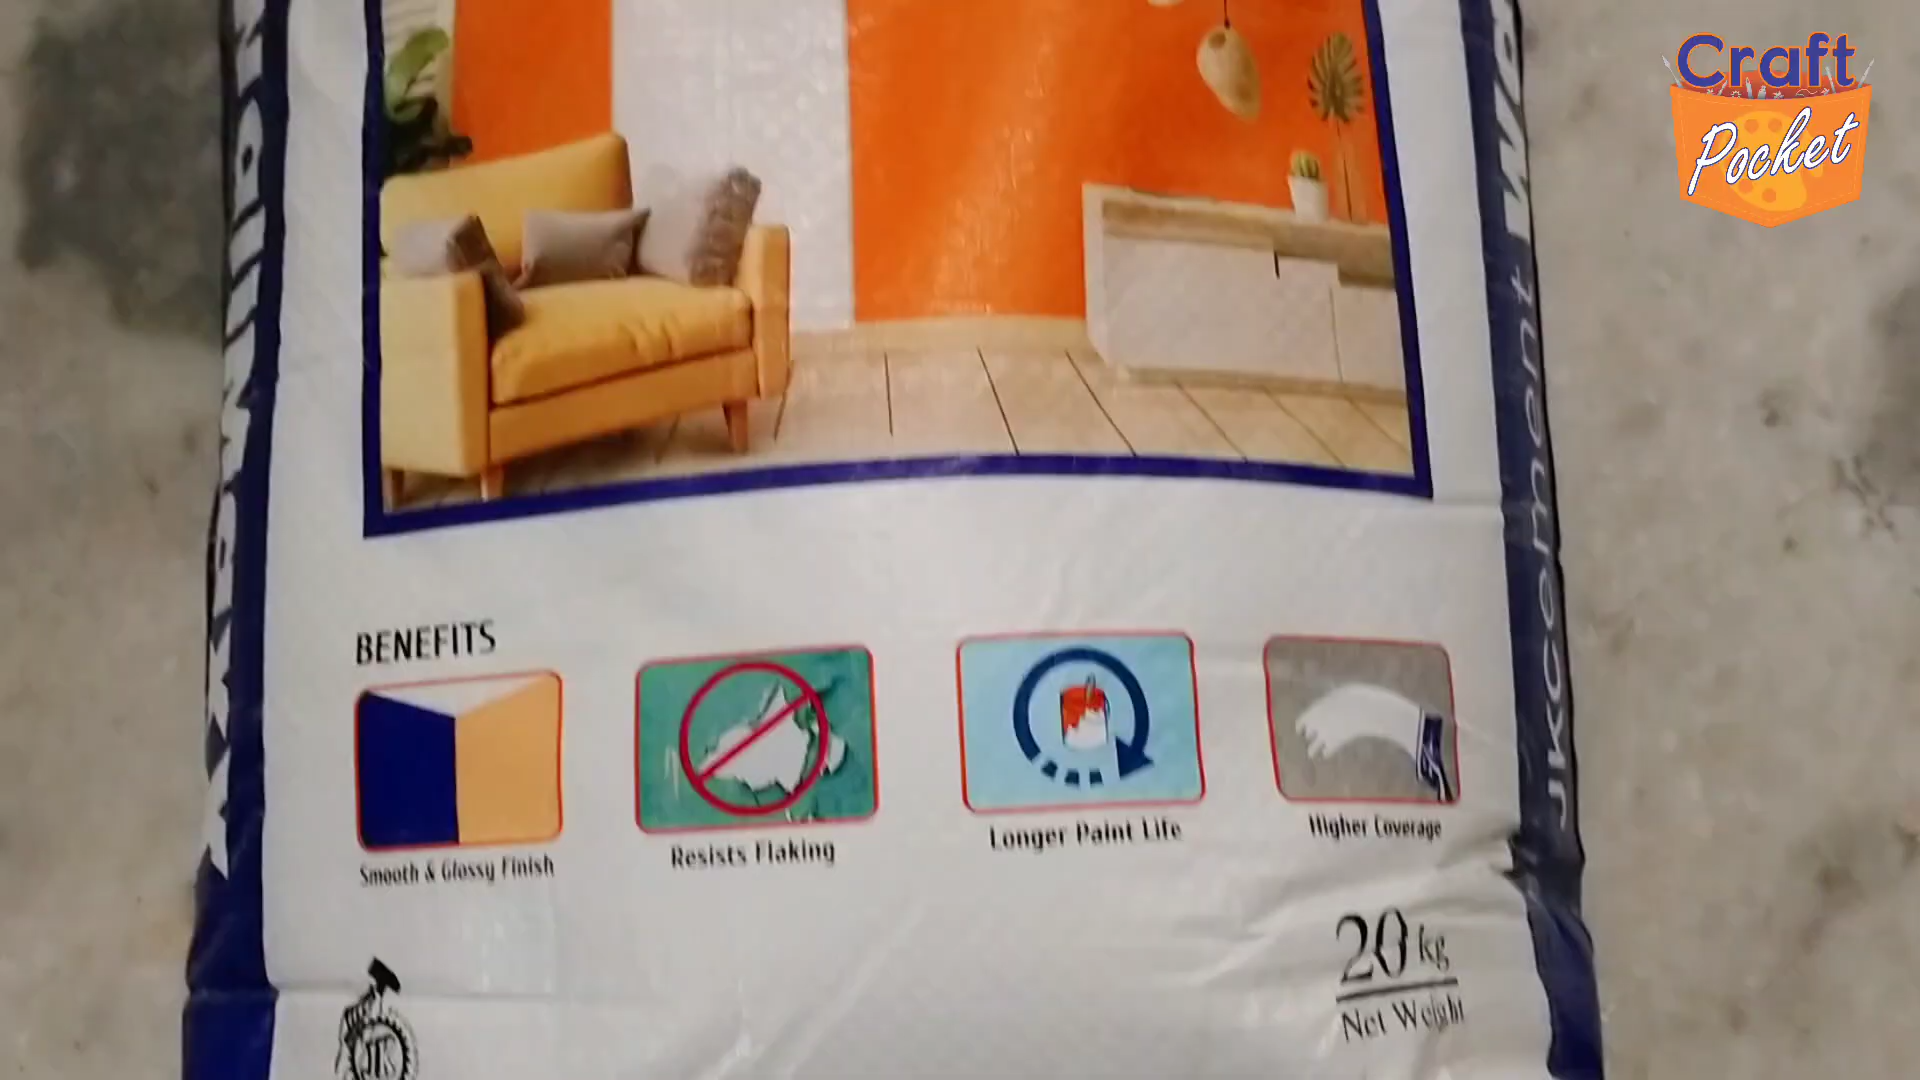 Craft
Pocket
BENEFITS
Smooth & Glossy Finish
Resists Flaking
Longer Paint Life
Higher Coverage
20 kg
Net Weight
JKcement